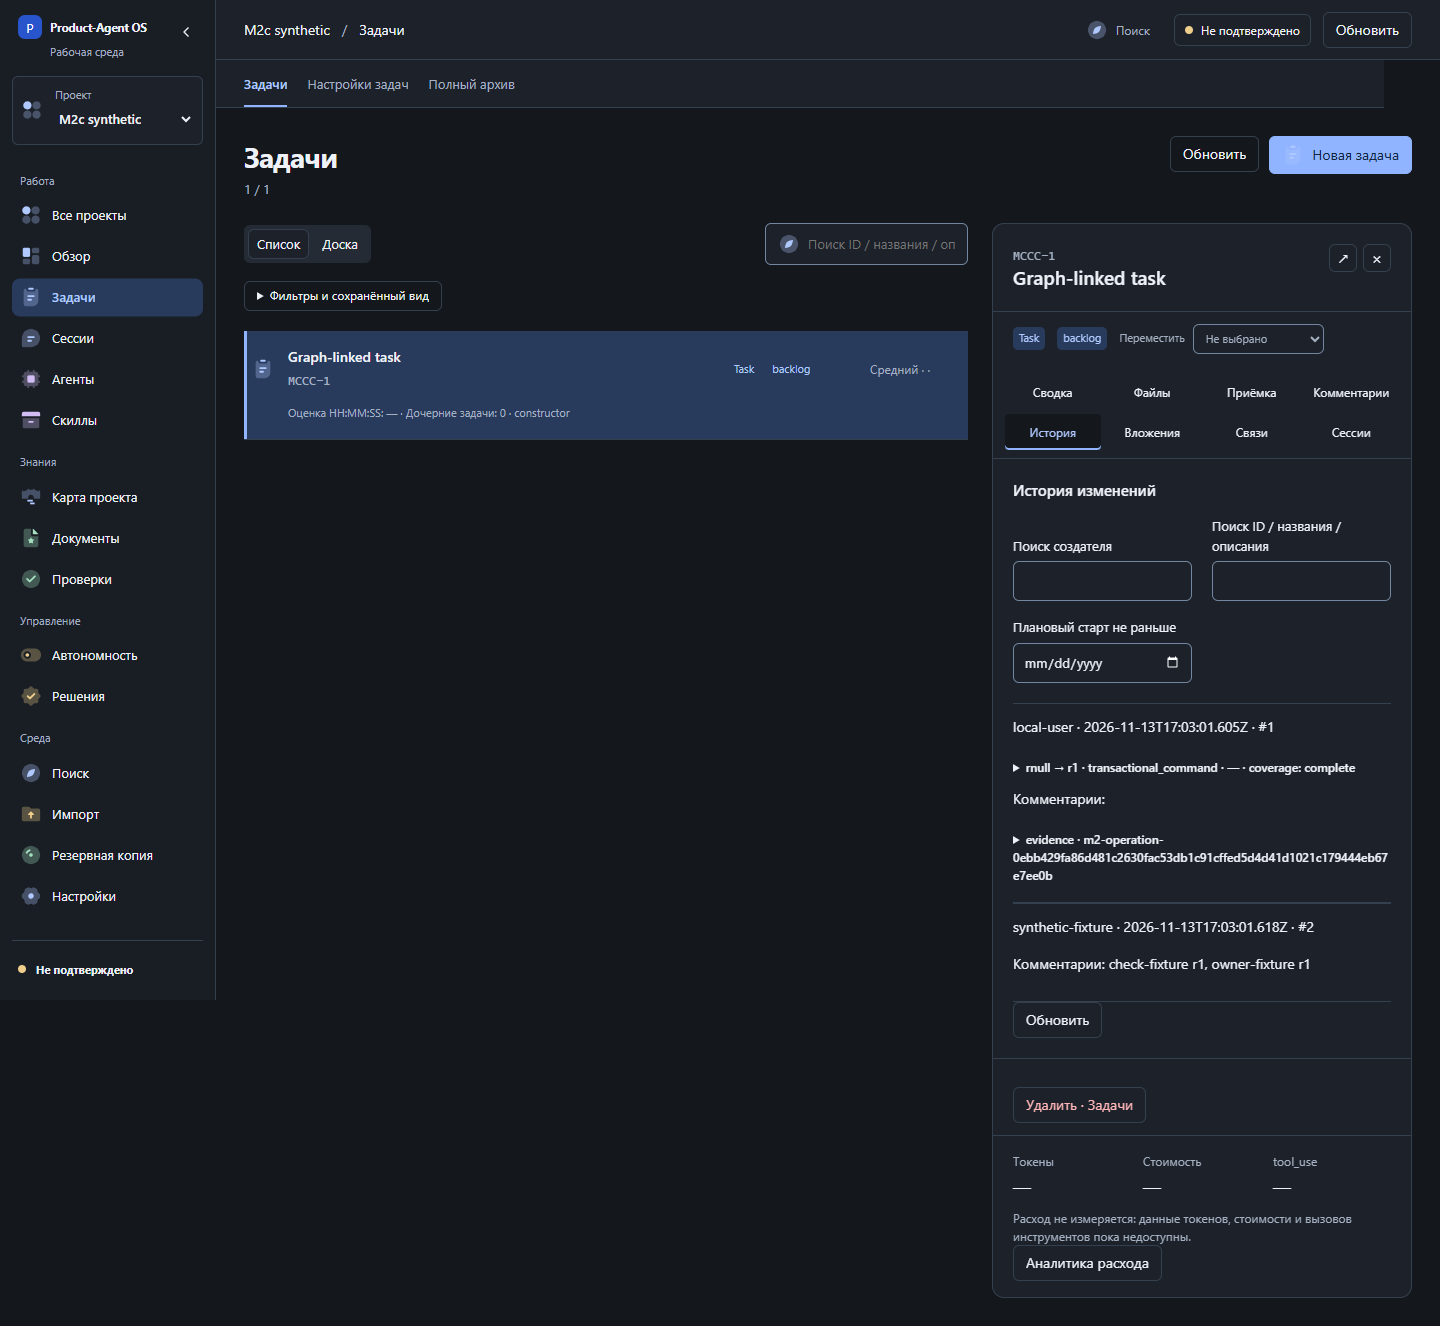 P Product-Agent OS
Рабочая среда
Проект
M2c synthetic
Работа
Все проекты
Обзор
Задачи
Сессии
Агенты
Скиллы
Знания
Карта проекта
Документы
Проверки
Управление
Автономность
Решения
Среда
Поиск
Импорт
Резервная копия
Настройки
Не подтверждено
M2c synthetic / Задачи
Поиск
Не подтверждено
Обновить
Задачи Настройки задач Полный архив
Задачи
1 / 1
Обновить
Новая задача
Список Доска
Поиск ID / названия / оп
Фильтры и сохранённый вид
Graph-linked task
MCCC-1
Оценка HH:MM:SS: — · Дочерние задачи: 0 · constructor
Task backlog Средний · ·
MCCC-1
Graph-linked task
Task backlog Переместить Не выбрано
Сводка Файлы Приёмка Комментарии
История Вложения Связи Сессии
История изменений
Поиск создателя
Поиск ID / названия /
описания
Плановый старт не раньше
mm/dd/yyyy
local-user · 2026-11-13T17:03:01.605Z · #1
rnull → r1 · transactional_command · — · coverage: complete
Комментарии:
evidence · m2-operation-
0ebb429fa86d481c2630fac53db1c91cffed5d4d41d1021c179444eb67
e7ee0b
synthetic-fixture · 2026-11-13T17:03:01.618Z · #2
Комментарии: check-fixture r1, owner-fixture r1
Обновить
Удалить · Задачи
Токены Стоимость tool_use
— — —
Расход не измеряется: данные токенов, стоимости и вызовов
инструментов пока недоступны.
Аналитика расхода